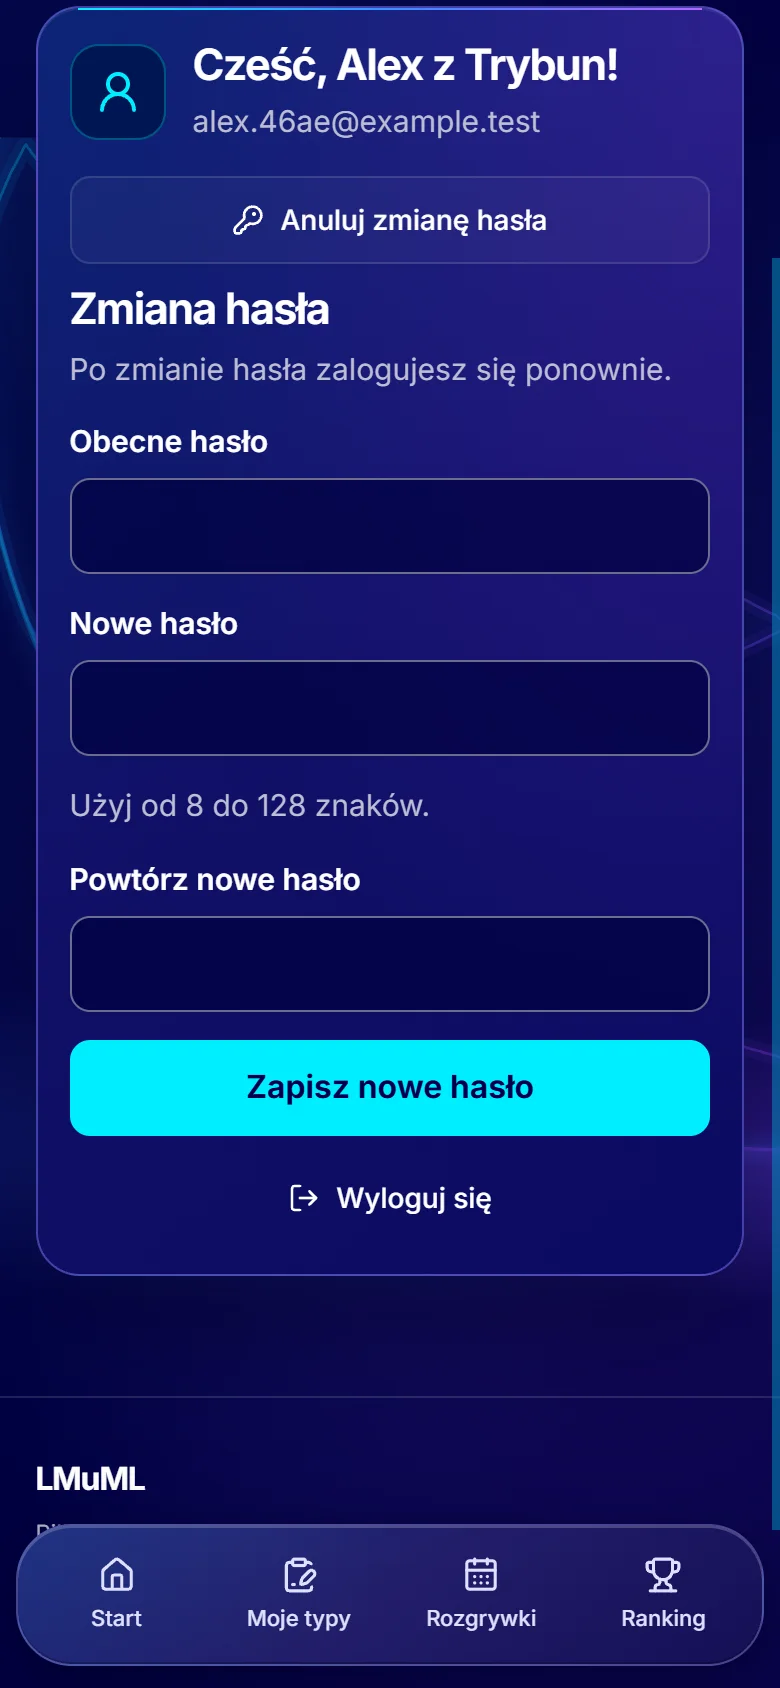 Cześć, Alex z Trybun!
alex.46ae@example.test
Anuluj zmianę hasła
Zmiana hasła
Po zmianie hasła zalogujesz się ponownie.
Obecne hasło
Nowe hasło
Użyj od 8 do 128 znaków.
Powtórz nowe hasło
Zapisz nowe hasło
Wyloguj się
LMuML
Start
Moje typy
Rozgrywki
Ranking